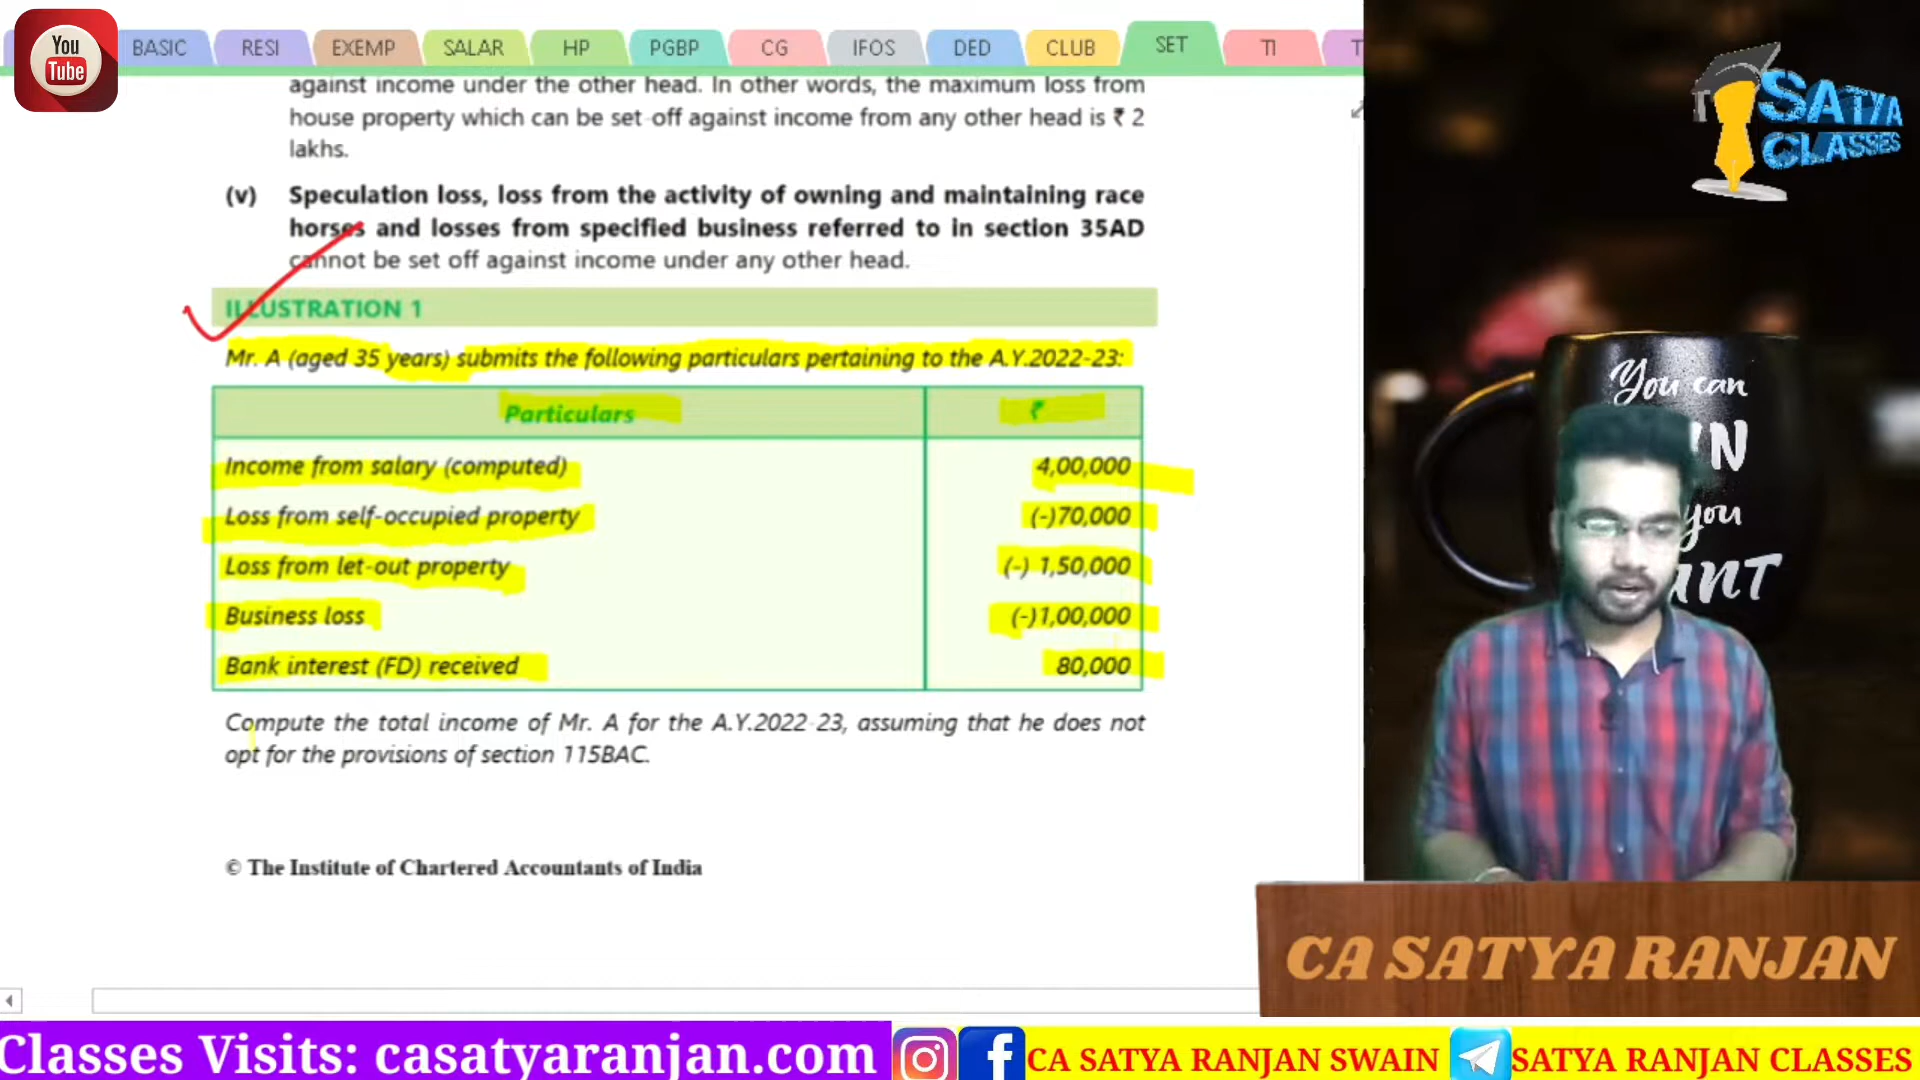 You
Tube
BASIC
RESI
EXEMP
SALAR
HP
PGBP
CG
IFOS
DED
CLUB
SET
TI
T
against income under the other head. In other words, the maximum loss from
house property which can be set-off against income from any other head is ₹ 2
lakhs.
(v) Speculation loss, loss from the activity of owning and maintaining race
horses and losses from specified business referred to in section 35AD
cannot be set off against income under any other head.
ILLUSTRATION 1
Mr. A (aged 35 years) submits the following particulars pertaining to the A.Y.2022-23:
Particulars ₹
Income from salary (computed) 4,00,000
Loss from self-occupied property (-)70,000
Loss from let-out property (-) 1,50,000
Business loss (-)1,00,000
Bank interest (FD) received 80,000
Compute the total income of Mr. A for the A.Y.2022-23, assuming that he does not
opt for the provisions of section 115BAC.
© The Institute of Chartered Accountants of India
SATYA
CLASSES
You can
N
you
ANT
CA SATYA RANJAN
Classes Visits: casatyaranjan.com
CA SATYA RANJAN SWAIN
SATYA RANJAN CLASSES